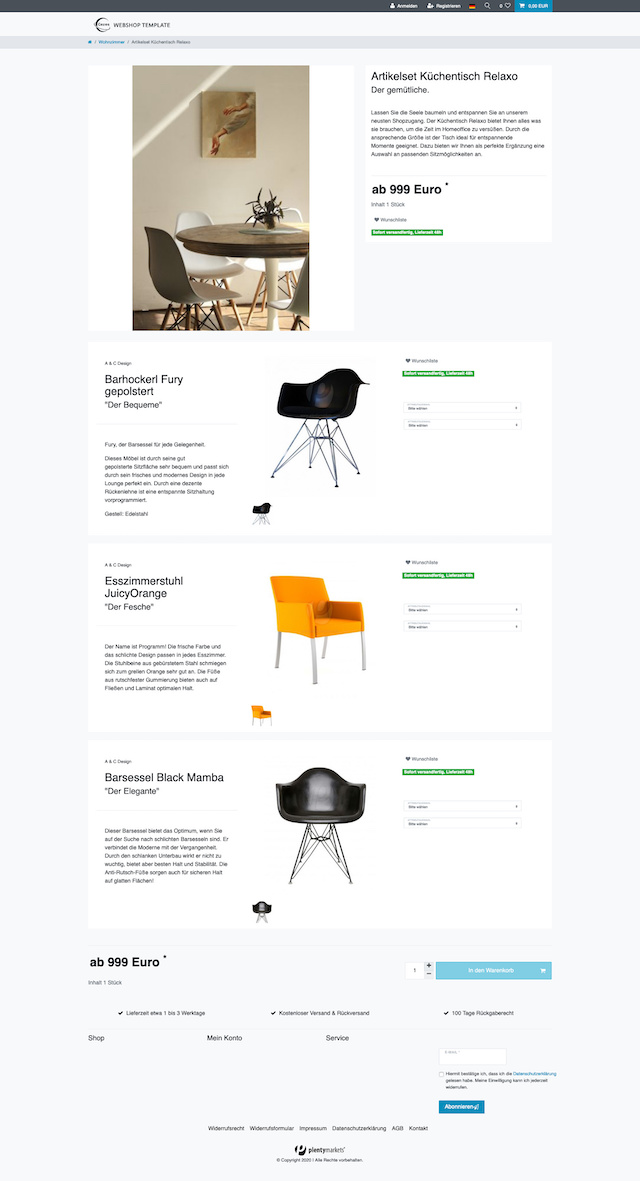 Anmelden Registrieren 0 0,00 EUR
Ceres WEBSHOP TEMPLATE
/ Wohnzimmer / Artikelset Küchentisch Relaxo
Artikelset Küchentisch Relaxo
Der gemütliche.
Lassen Sie die Seele baumeln und entspannen Sie an unserem
neusten Shopzugang. Der Küchentisch Relaxo bietet Ihnen alles was
sie brauchen, um die Zeit im Homeoffice zu versüßen. Durch die
ansprechende Größe ist der Tisch ideal für entspannende
Momente geeignet. Dazu bieten wir Ihnen als perfekte Ergänzung eine
Auswahl an passenden Sitzmöglichkeiten an.
ab 999 Euro *
Inhalt 1 Stück
Wunschliste
Sofort versandfertig, Lieferzeit 48h
A & C Design
Barhockerl Fury
gepolstert
"Der Bequeme"
Fury, der Barsessel für jede Gelegenheit.
Dieses Möbel ist durch seine gut
gepolsterte Sitzfläche sehr bequem und passt sich
durch sein frisches und modernes Design in jede
Lounge perfekt ein. Durch eine dezente
Rückenlehne ist eine entspannte Sitzhaltung
vorprogrammiert.
Gestell: Edelstahl
Wunschliste
Sofort versandfertig, Lieferzeit 48h
Bitte wählen
Bitte wählen
A & C Design
Esszimmerstuhl
JuicyOrange
"Der Fesche"
Der Name ist Programm! Die frische Farbe und
das schlichte Design passen in jedes Esszimmer.
Die Stuhlbeine aus gebürstetem Stahl schmiegen
sich zum grellen Orange sehr gut an. Die Füße
aus rutschfester Gummierung bieten auch auf
Fließen und Laminat optimalen Halt.
Wunschliste
Sofort versandfertig, Lieferzeit 48h
Bitte wählen
Bitte wählen
A & C Design
Barsessel Black Mamba
"Der Elegante"
Dieser Barsessel bietet das Optimum, wenn Sie
auf der Suche nach schlichten Barsesseln sind. Er
verbindet die Moderne mit der Vergangenheit.
Durch den schlanken Unterbau wirkt er nicht zu
wuchtig, bietet aber besten Halt und Stabilität. Die
Anti-Rutsch-Füße sorgen auch für sicheren Halt
auf glatten Flächen!
Wunschliste
Sofort versandfertig, Lieferzeit 48h
Bitte wählen
Bitte wählen
ab 999 Euro *
Inhalt 1 Stück
1 + − In den Warenkorb
Lieferzeit etwa 1 bis 3 Werktage Kostenloser Versand & Rückversand 100 Tage Rückgaberecht
Shop Mein Konto Service
E-MAIL *
Hiermit bestätige ich, dass ich die Datenschutzerklärung
gelesen habe. Meine Einwilligung kann ich jederzeit
widerrufen.
Abonnieren
Widerrufsrecht Widerrufsformular Impressum Datenschutzerklärung AGB Kontakt
plentymarkets
© Copyright 2020 | Alle Rechte vorbehalten.